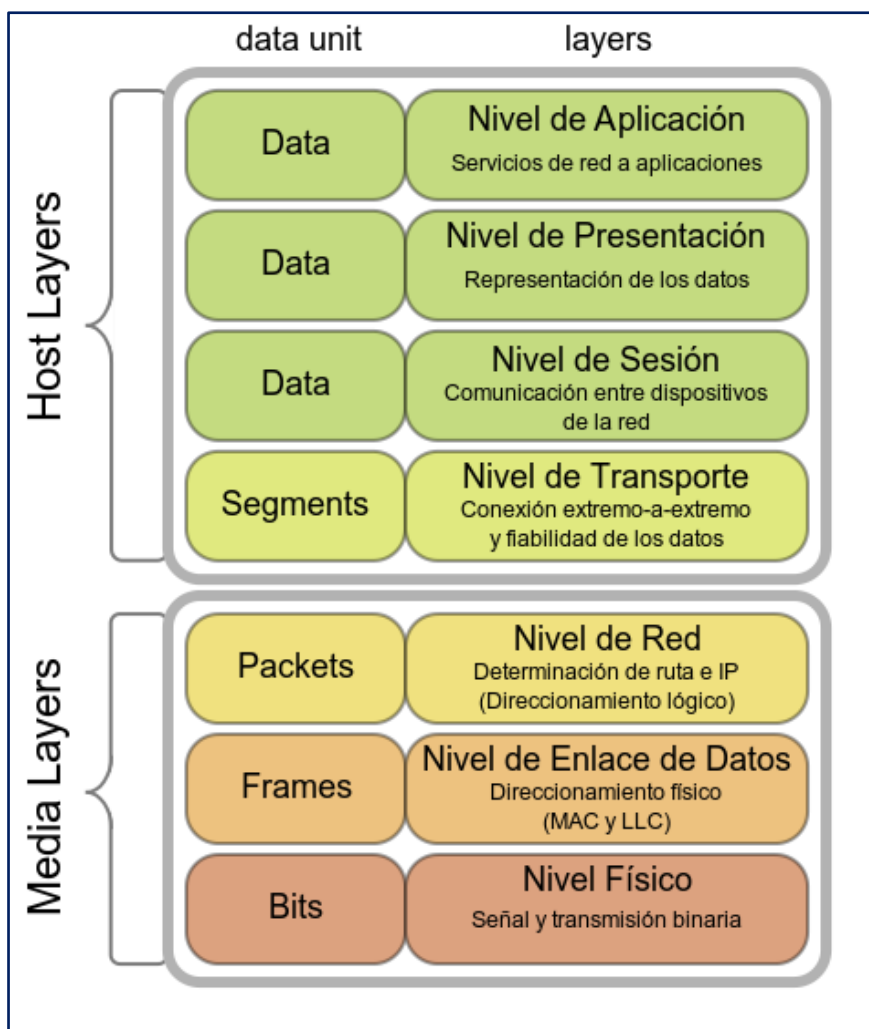 data unit
layers
Host Layers
Data
Nivel de Aplicación
Servicios de red a aplicaciones
Data
Nivel de Presentación
Representación de los datos
Data
Nivel de Sesión
Comunicación entre dispositivos
de la red
Segments
Nivel de Transporte
Conexión extremo-a-extremo
y fiabilidad de los datos
Media Layers
Packets
Nivel de Red
Determinación de ruta e IP
(Direccionamiento lógico)
Frames
Nivel de Enlace de Datos
Direccionamiento físico
(MAC y LLC)
Bits
Nivel Físico
Señal y transmisión binaria